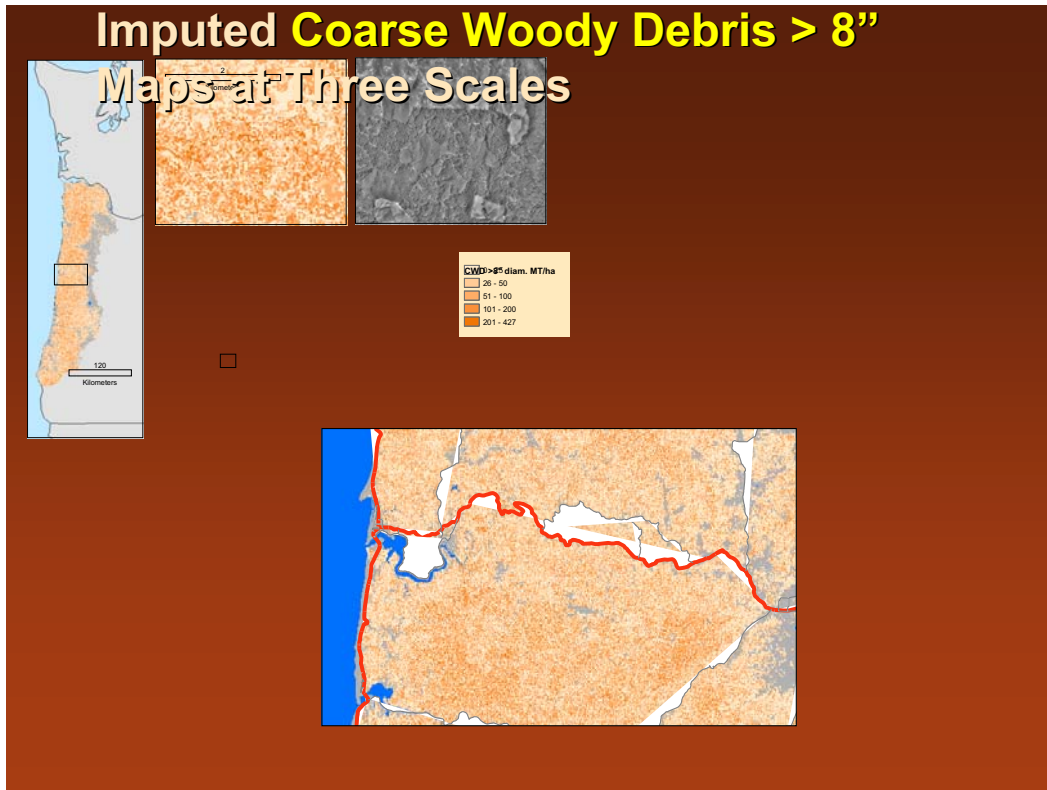 Imputed Coarse Woody Debris > 8”
Maps at Three Scales
2
120
Kilometers
CWD >8" diam. MT/ha
26 - 50
51 - 100
101 - 200
201 - 427